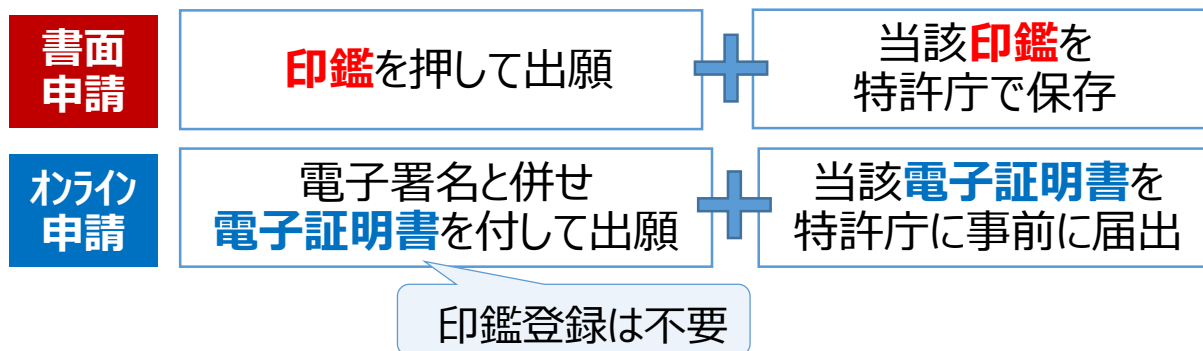 書面
申請
印鑑を押して出願
当該印鑑を
特許庁で保存
オンライン
申請
電子署名と併せ
電子証明書を付して出願
当該電子証明書を
特許庁に事前に届出
印鑑登録は不要